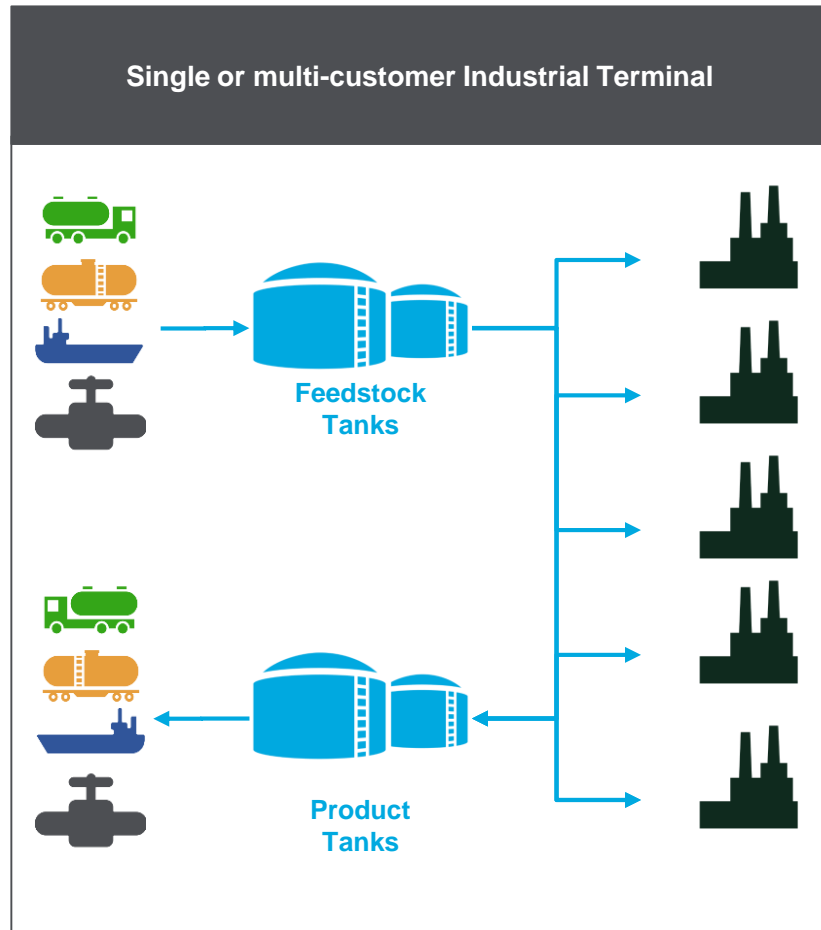 Single or multi-customer Industrial Terminal
Feedstock
Tanks
Product
Tanks